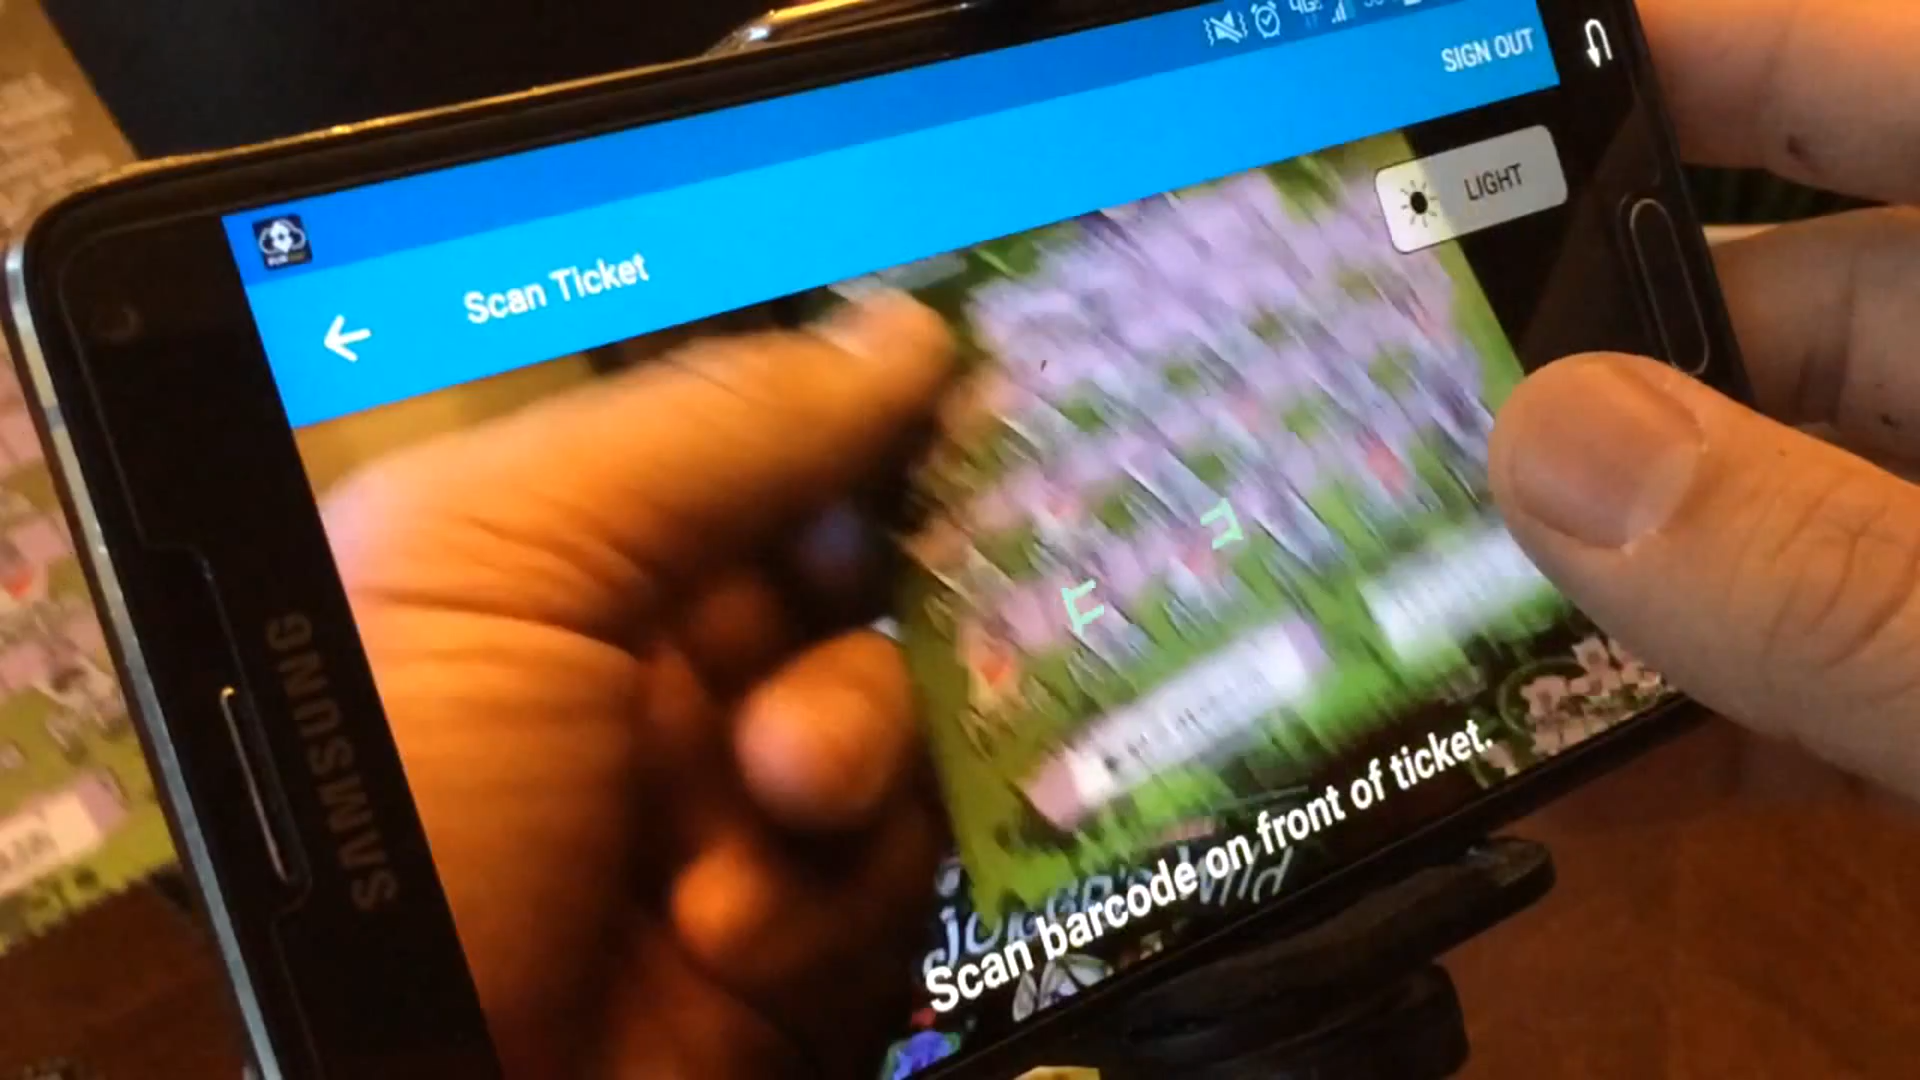 SIGN OUT
LIGHT
Scan Ticket
SAMSUNG
Scan barcode on front of ticket.